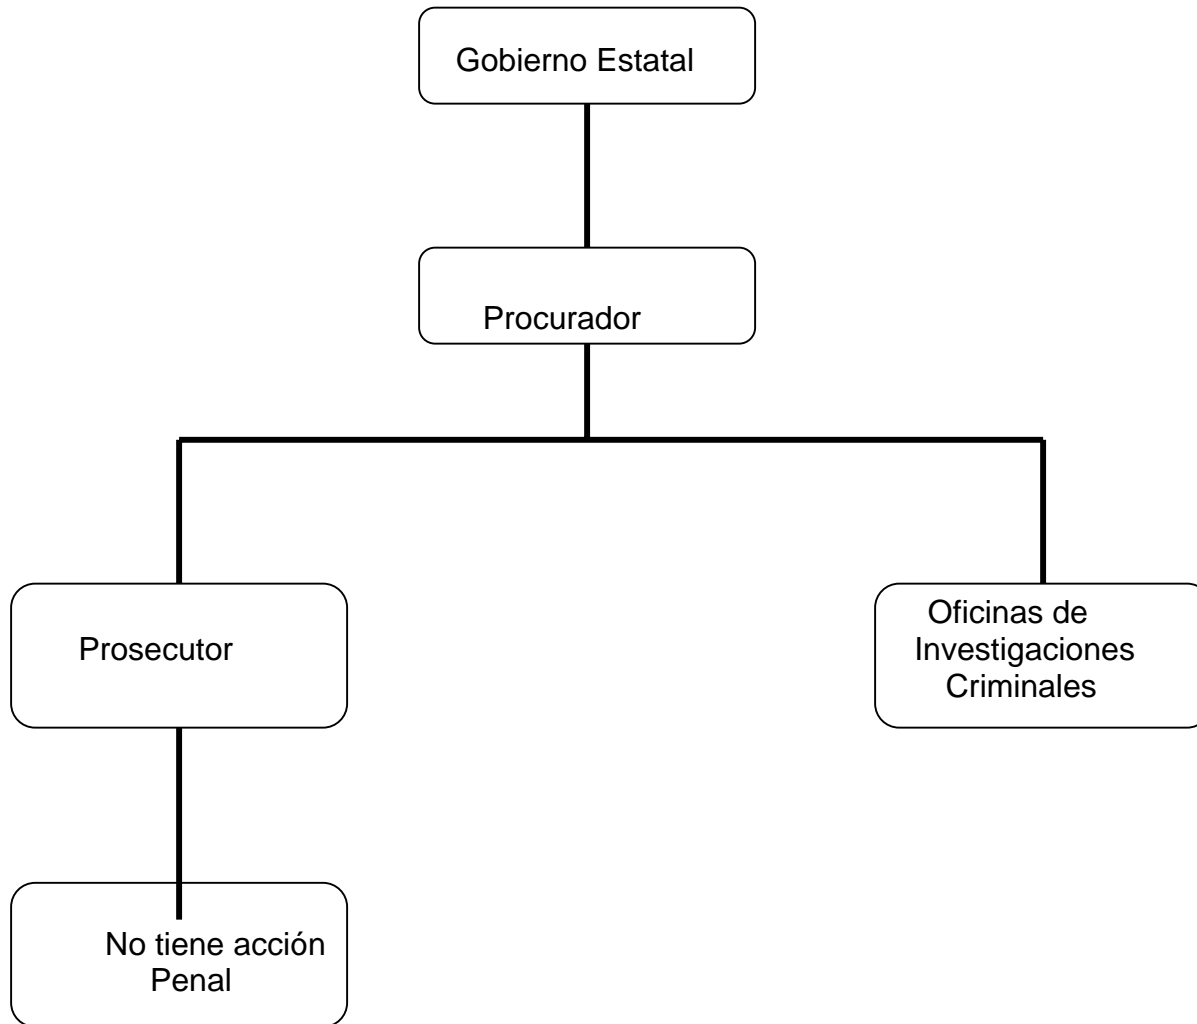 Gobierno Estatal
Procurador
Prosecutor
Oficinas de
Investigaciones
Criminales
No tiene acción
Penal